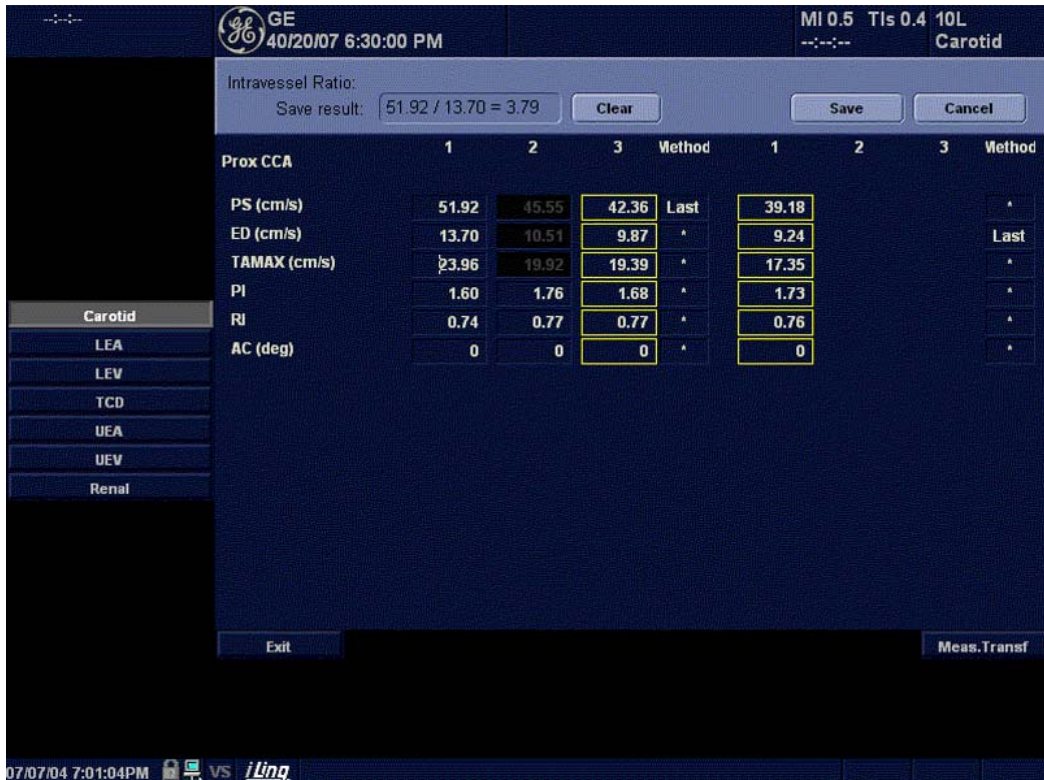 --:--:-- GE MI 0.5 TIs 0.4 10L
40/20/07 6:30:00 PM --:--:-- Carotid
Intravessel Ratio:
Save result: 51.92 / 13.70 = 3.79 Clear Save Cancel
Prox CCA 1 2 3 Method 1 2 3 Method
PS (cm/s) 51.92 45.55 42.36 Last 39.18 *
ED (cm/s) 13.70 10.51 9.87 * 9.24 Last
TAMAX (cm/s) 23.96 19.92 19.39 * 17.35 *
PI 1.60 1.76 1.68 * 1.73 *
RI 0.74 0.77 0.77 * 0.76 *
AC (deg) 0 0 0 * 0 *
Carotid
LEA
LEV
TCD
UEA
UEV
Renal
Exit Meas.Transf
07/07/04 7:01:04PM VS iLinq